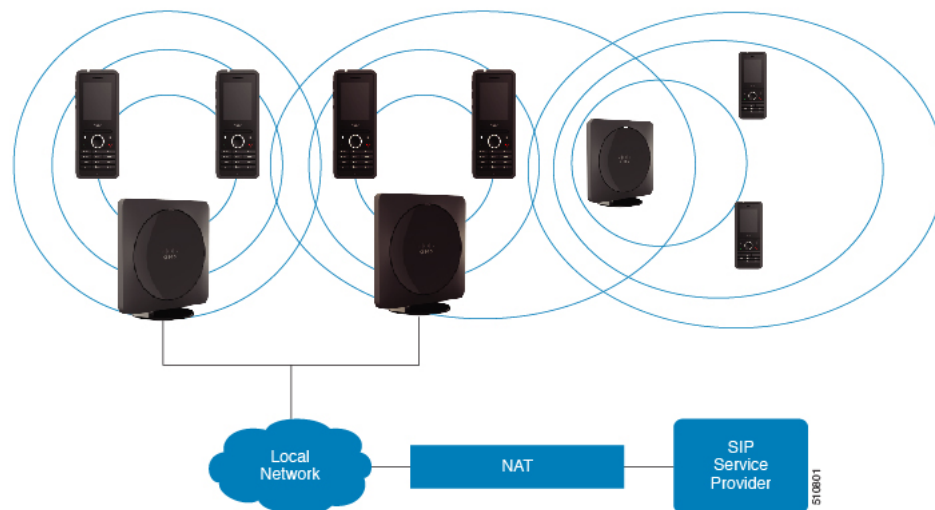 Local
Network
NAT
SIP
Service
Provider
510801